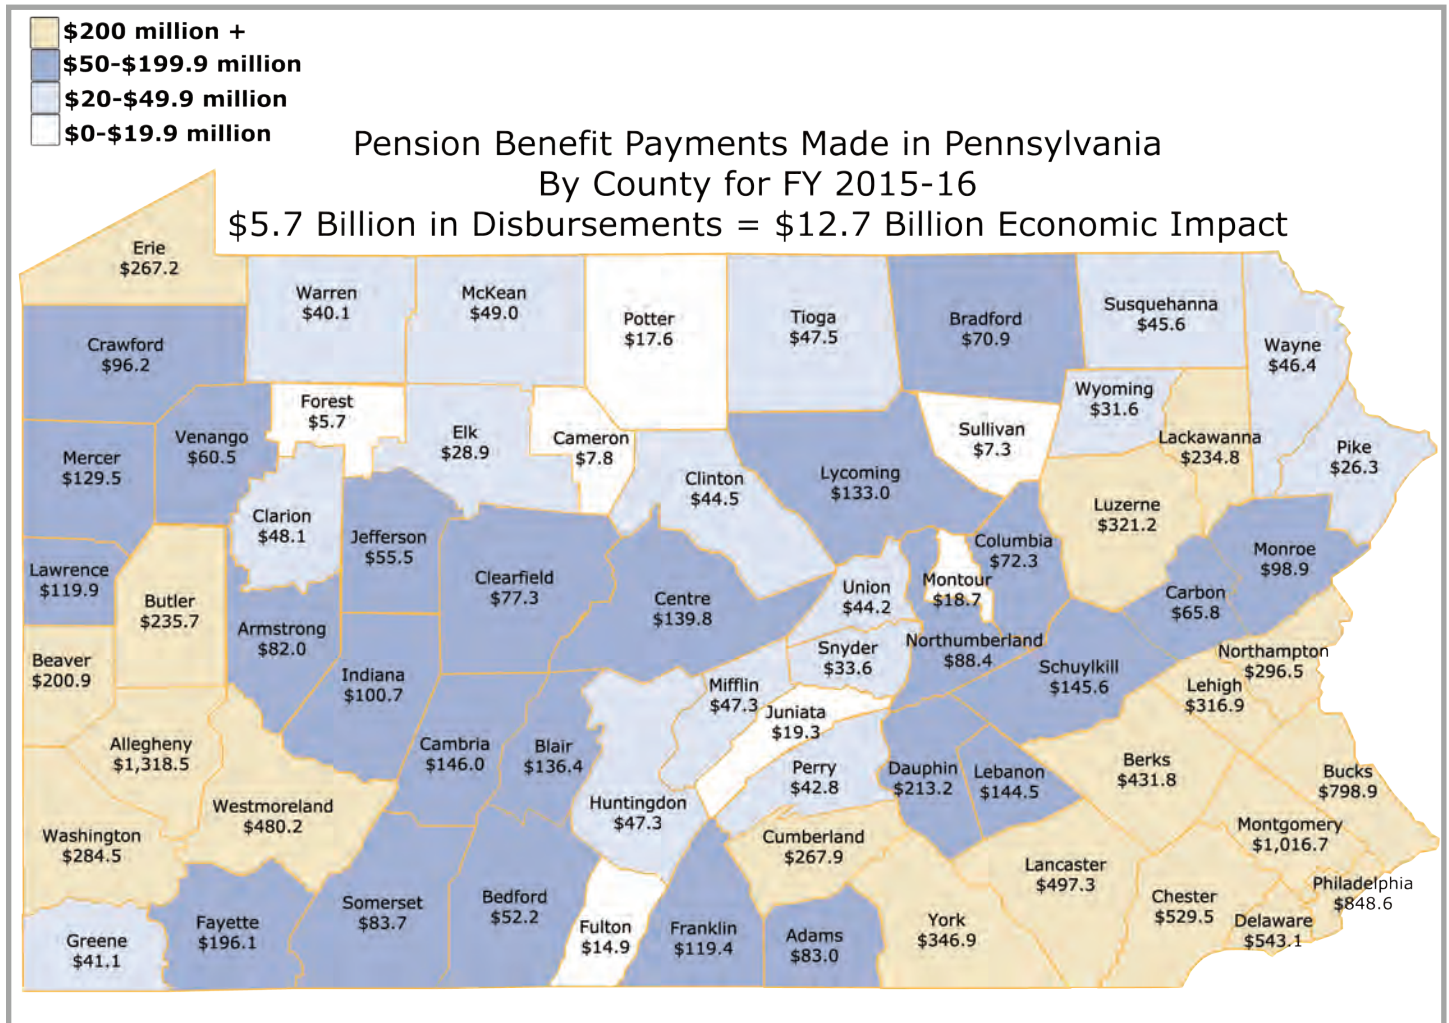 $200 million +
$50-$199.9 million
$20-$49.9 million
$0-$19.9 million
Pension Benefit Payments Made in Pennsylvania
By County for FY 2015-16
$5.7 Billion in Disbursements = $12.7 Billion Economic Impact
Erie
$267.2
Warren
$40.1
McKean
$49.0
Potter
$17.6
Tioga
$47.5
Bradford
$70.9
Susquehanna
$45.6
Wayne
$46.4
Crawford
$96.2
Forest
$5.7
Wyoming
$31.6
Venango
$60.5
Elk
$28.9
Cameron
$7.8
Sullivan
$7.3
Lackawanna
$234.8
Pike
$26.3
Mercer
$129.5
Clinton
$44.5
Lycoming
$133.0
Luzerne
$321.2
Clarion
$48.1
Jefferson
$55.5
Columbia
$72.3
Monroe
$98.9
Lawrence
$119.9
Clearfield
$77.3
Centre
$139.8
Union
$44.2
Montour
$18.7
Carbon
$65.8
Butler
$235.7
Armstrong
$82.0
Snyder
$33.6
Northumberland
$88.4
Schuylkill
$145.6
Northampton
$296.5
Beaver
$200.9
Indiana
$100.7
Mifflin
$47.3
Lehigh
$316.9
Juniata
$19.3
Allegheny
$1,318.5
Cambria
$146.0
Blair
$136.4
Perry
$42.8
Dauphin
$213.2
Lebanon
$144.5
Berks
$431.8
Bucks
$798.9
Westmoreland
$480.2
Huntingdon
$47.3
Washington
$284.5
Cumberland
$267.9
Montgomery
$1,016.7
Lancaster
$497.3
Philadelphia
$848.6
Chester
$529.5
Somerset
$83.7
Bedford
$52.2
Fayette
$196.1
Fulton
$14.9
Franklin
$119.4
Adams
$83.0
York
$346.9
Delaware
$543.1
Greene
$41.1